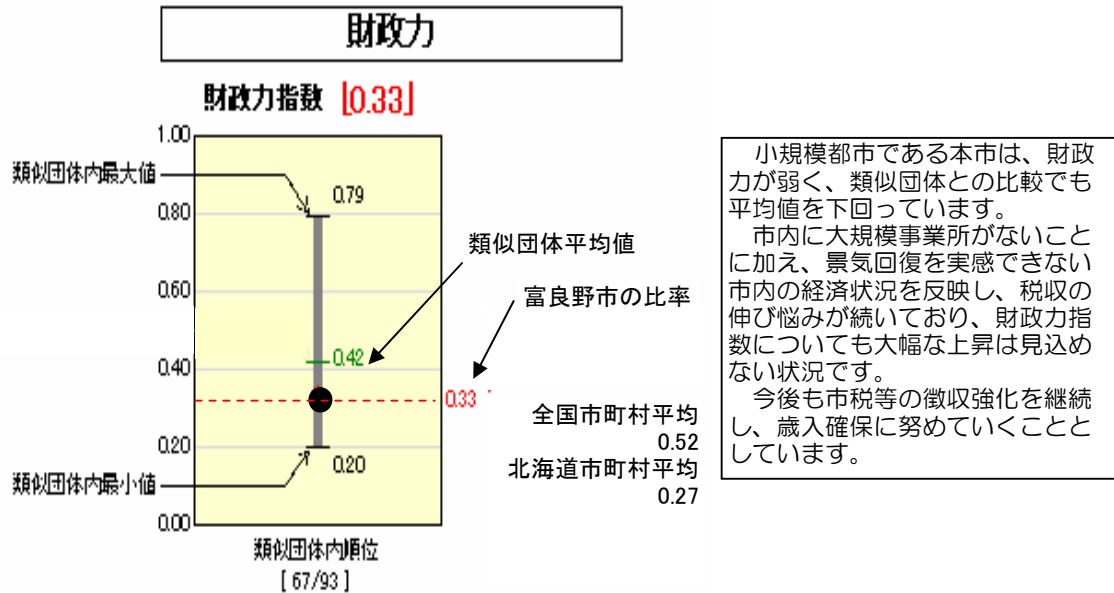 財政力
財政力指数 [0.33]
1.00
類似団体内最大値
0.79
0.80
類似団体平均値
0.60
富良野市の比率
0.42
0.40
0.33
全国市町村平均
0.52
0.20
0.20
北海道市町村平均
0.27
類似団体内最小値
0.00
類似団体内順位
[ 67/93 ]
小規模都市である本市は、財政
力が弱く、類似団体との比較でも
平均値を下回っています。
市内に大規模事業所がないこと
に加え、景気回復を実感できない
市内の経済状況を反映し、税収の
伸び悩みが続いており、財政力指
数についても大幅な上昇は見込め
ない状況です。
今後も市税等の徴収強化を継続
し、歳入確保に努めていくことと
しています。